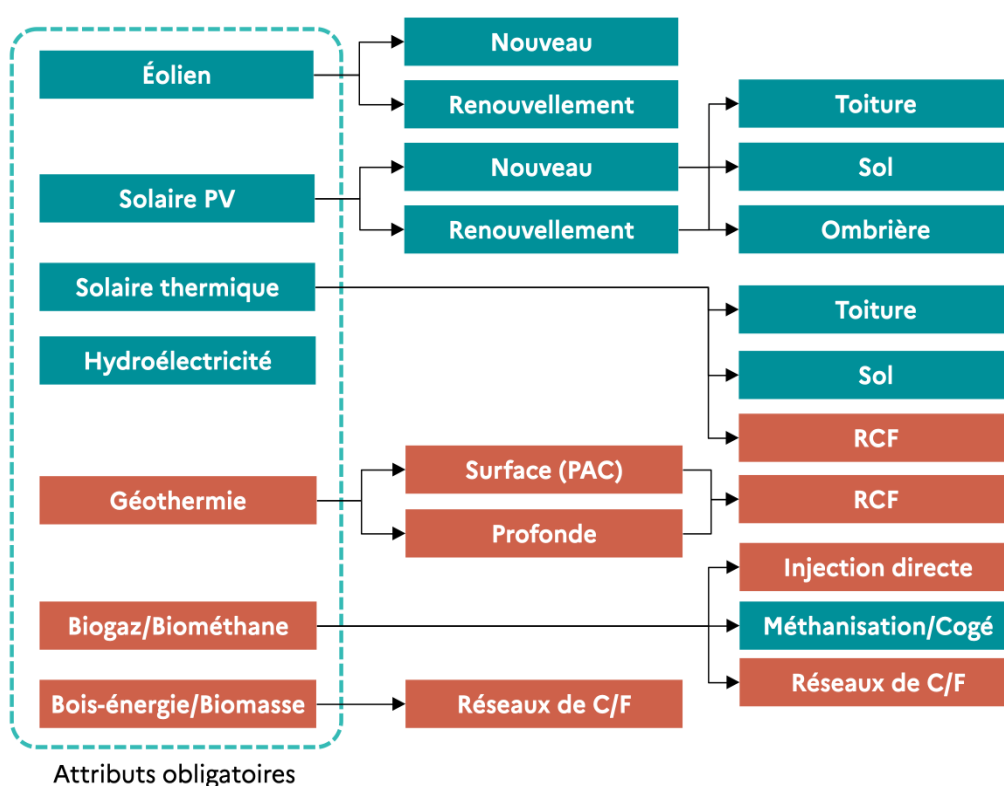 Éolien
Nouveau
Renouvellement
Toiture
Solaire PV
Nouveau
Sol
Renouvellement
Ombrière
Solaire thermique
Toiture
Hydroélectricité
Sol
RCF
Géothermie
Surface (PAC)
RCF
Profonde
Injection directe
Biogaz/Biométhane
Méthanisation/Cogé
Réseaux de C/F
Bois-énergie/Biomasse
Réseaux de C/F
Attributs obligatoires